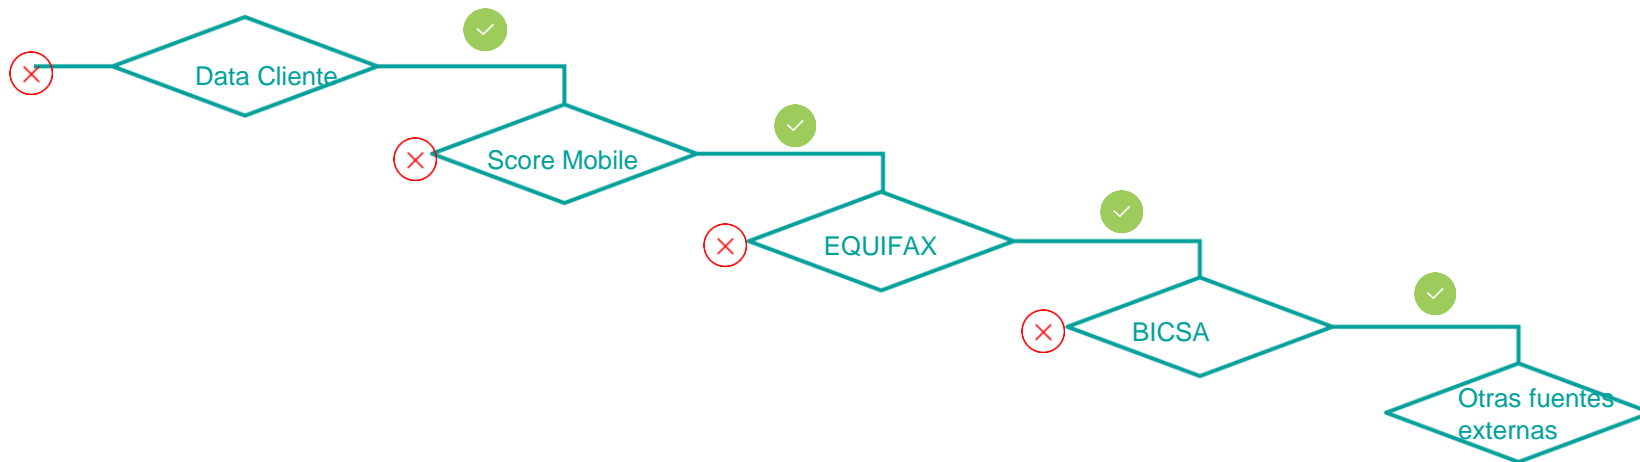 Data Cliente
Score Mobile
EQUIFAX
BICSA
Otras fuentes
externas